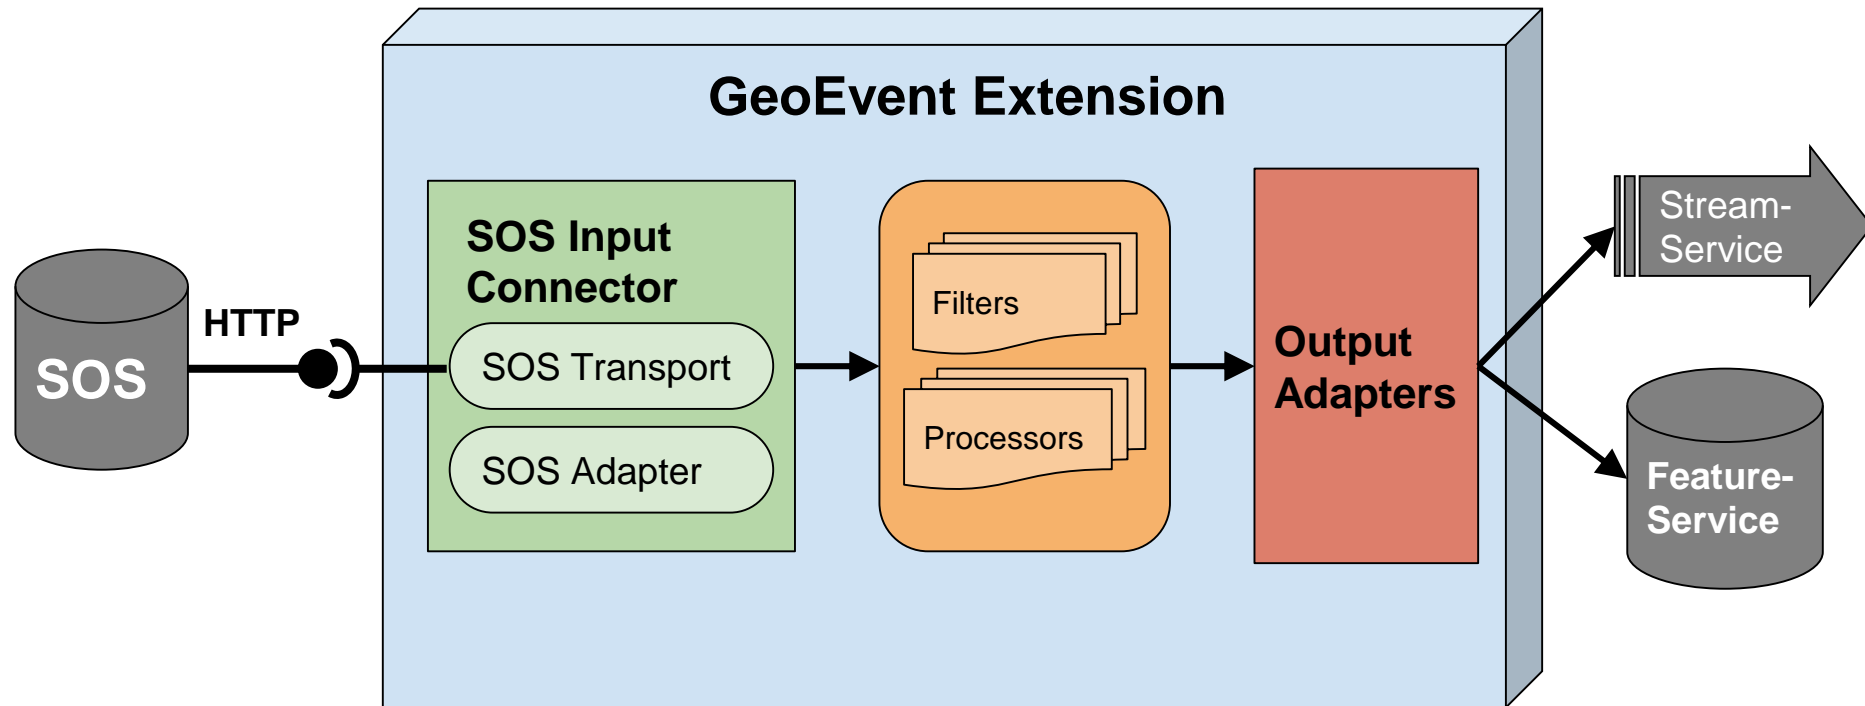 GeoEvent Extension
SOS
HTTP
SOS Input
Connector
SOS Transport
SOS Adapter
Filters
Processors
Output
Adapters
Stream-
Service
Feature-
Service